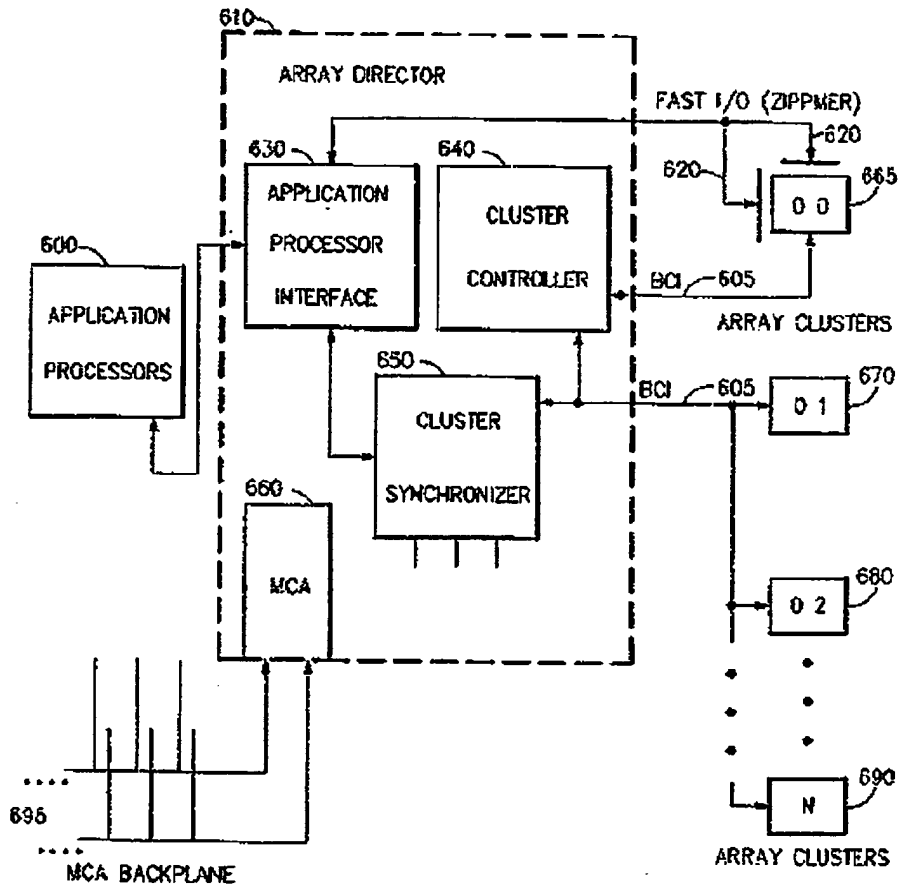 610
ARRAY DIRECTOR
FAST I/O (ZIPPMER)
620
630
640
620
665
APPLICATION
PROCESSOR
INTERFACE
CLUSTER
CONTROLLER
0 0
600
APPLICATION
PROCESSORS
BCI
605
ARRAY CLUSTERS
650
BCI
605
670
CLUSTER
SYNCHRONIZER
0 1
660
MCA
680
0 2
690
N
695
MCA BACKPLANE
ARRAY CLUSTERS